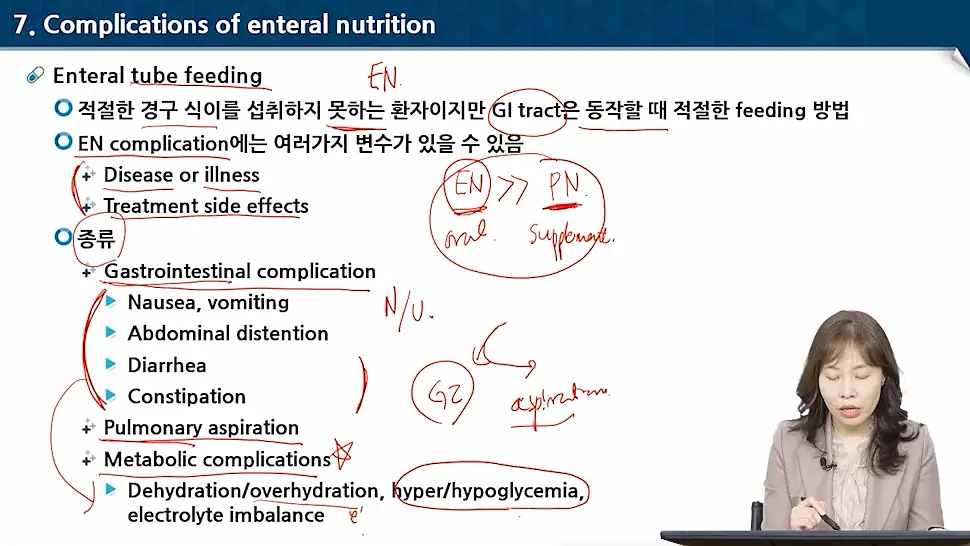 7. Complications of enteral nutrition
Enteral tube feeding
EN.
적절한 경구 식이를 섭취하지 못하는 환자이지만 GI tract은 동작할 때 적절한 feeding 방법
EN complication에는 여러가지 변수가 있을 수 있음
Disease or illness
Treatment side effects
EN >> PN.
oral. supplement.
종류
Gastrointestinal complication
Nausea, vomiting
N/V.
Abdominal distention
Diarrhea
Constipation
GI aspiration.
Pulmonary aspiration
Metabolic complications
Dehydration/overhydration, hyper/hypoglycemia,
electrolyte imbalance